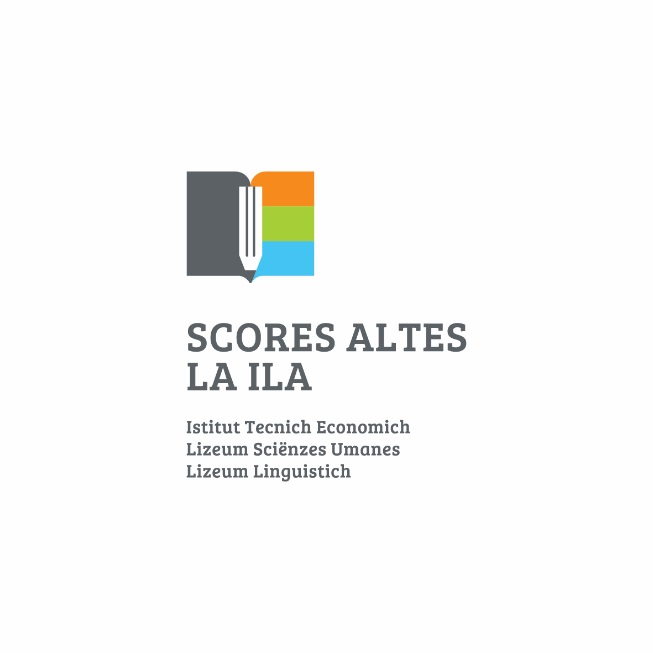 SCORES ALTES
LA ILA
Istitut Tecnich Economich
Lizeum Sciënzes Umanes
Lizeum Linguistich